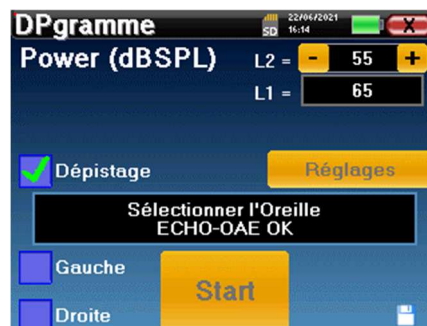 DPgramme SD 22/06/2021 16:14 X
Power (dBSPL) L2 = - 55 +
L1 = 65
Dépistage Réglages
Sélectionner l'Oreille
ECHO-OAE OK
Gauche
Start
Droite